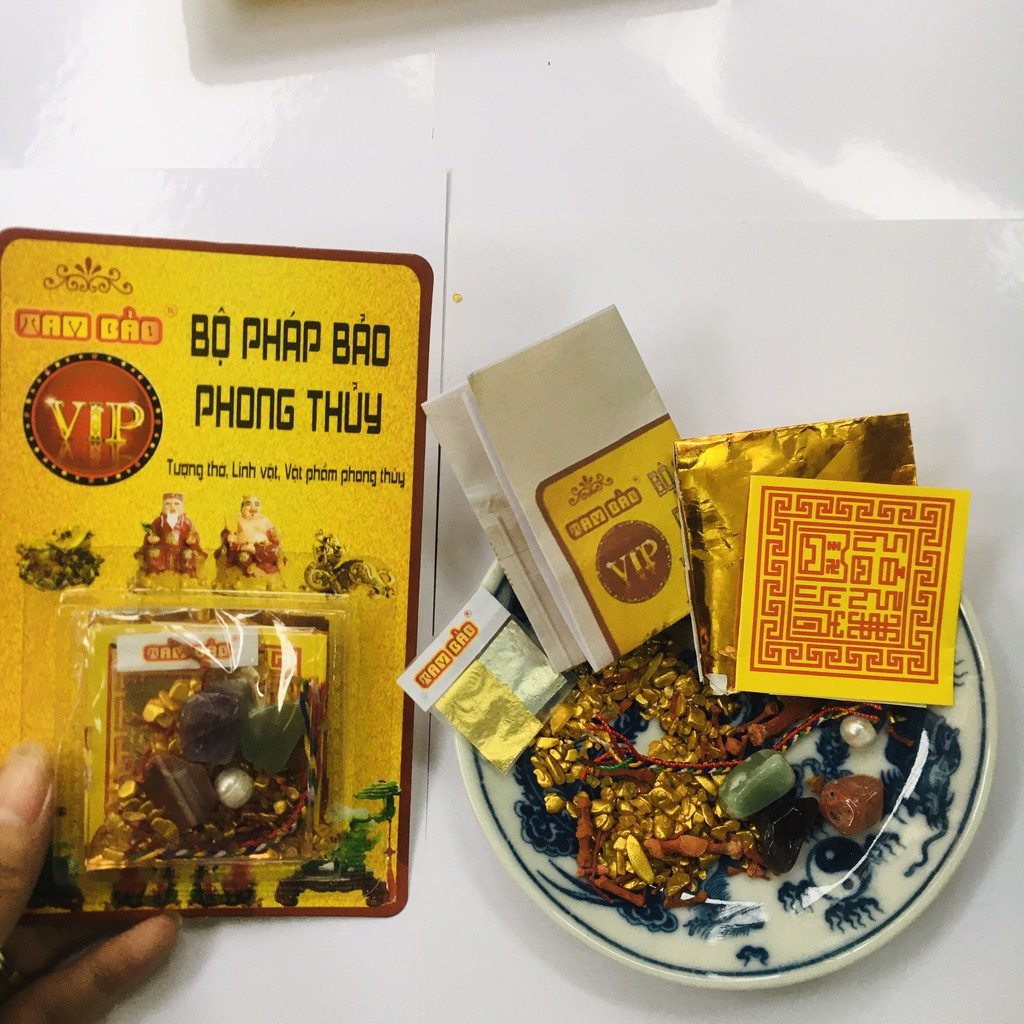 TAM BẢO ®
BỘ PHÁP BẢO
PHONG THỦY
VIP
Tượng thờ, Linh vật, Vật phẩm phong thủy
TAM BẢO
TAM BẢO ®
TAM BẢO
BỘ
VIP